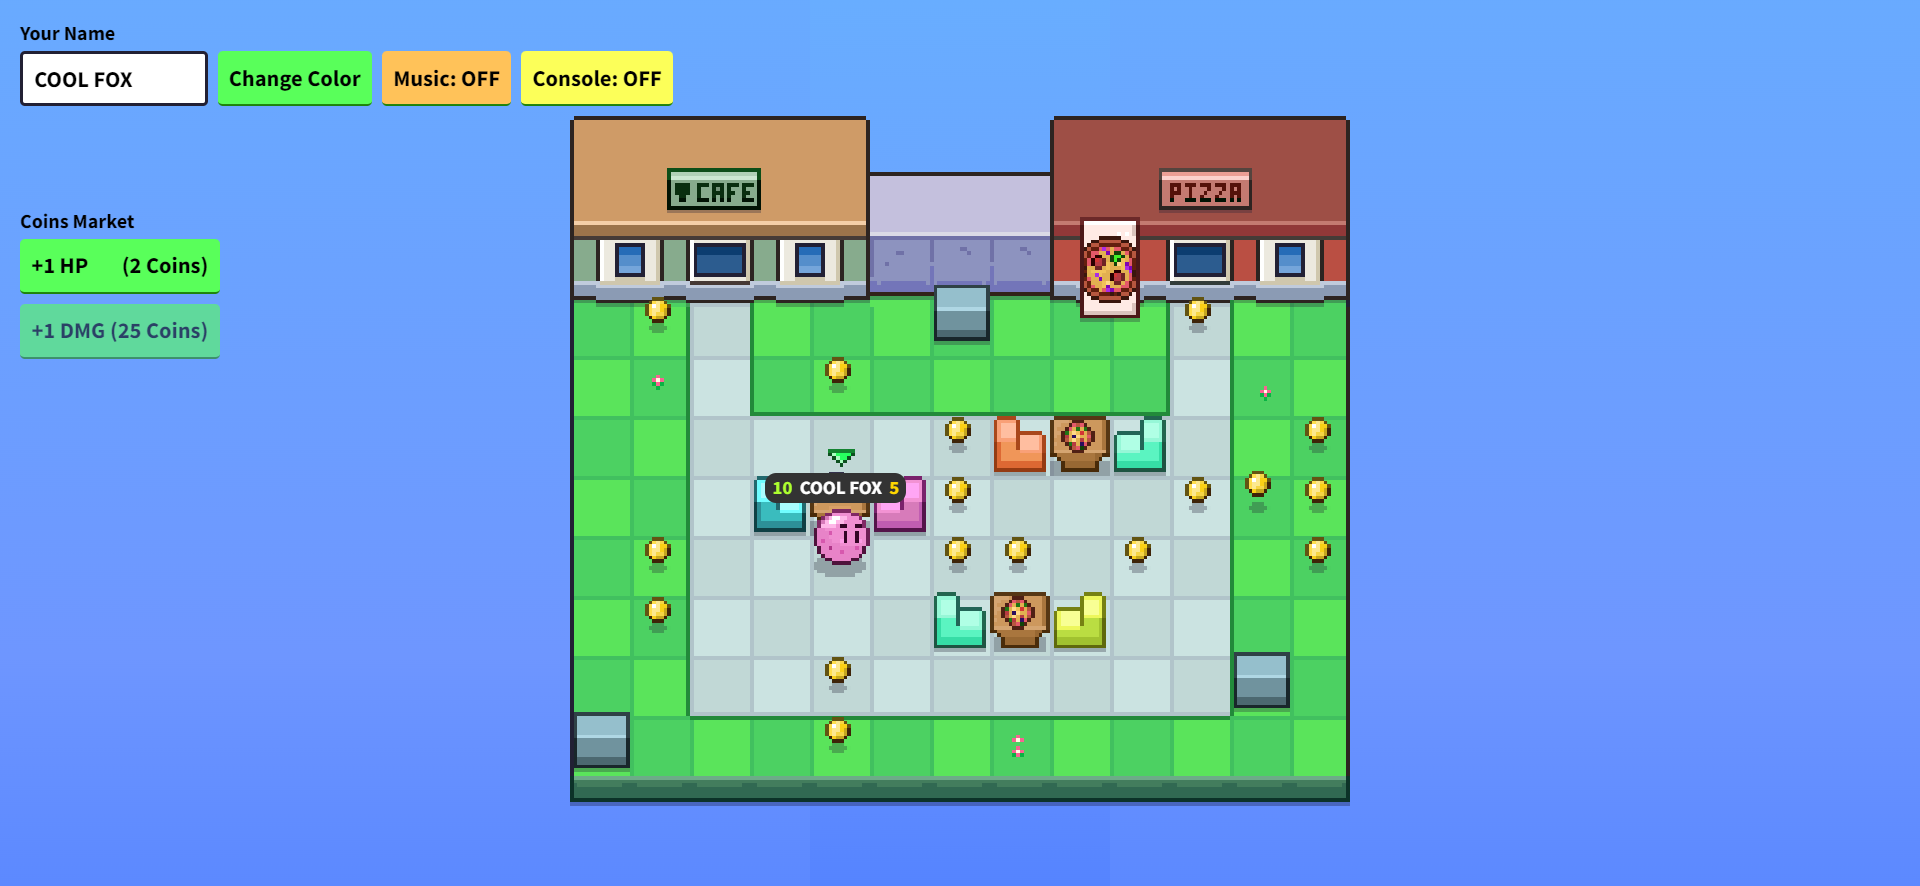 Your Name
COOL FOX
Change Color
Music: OFF
Console: OFF
Coins Market
+1 HP (2 Coins)
+1 DMG (25 Coins)
CAFE
PIZZA
10 COOL FOX 5